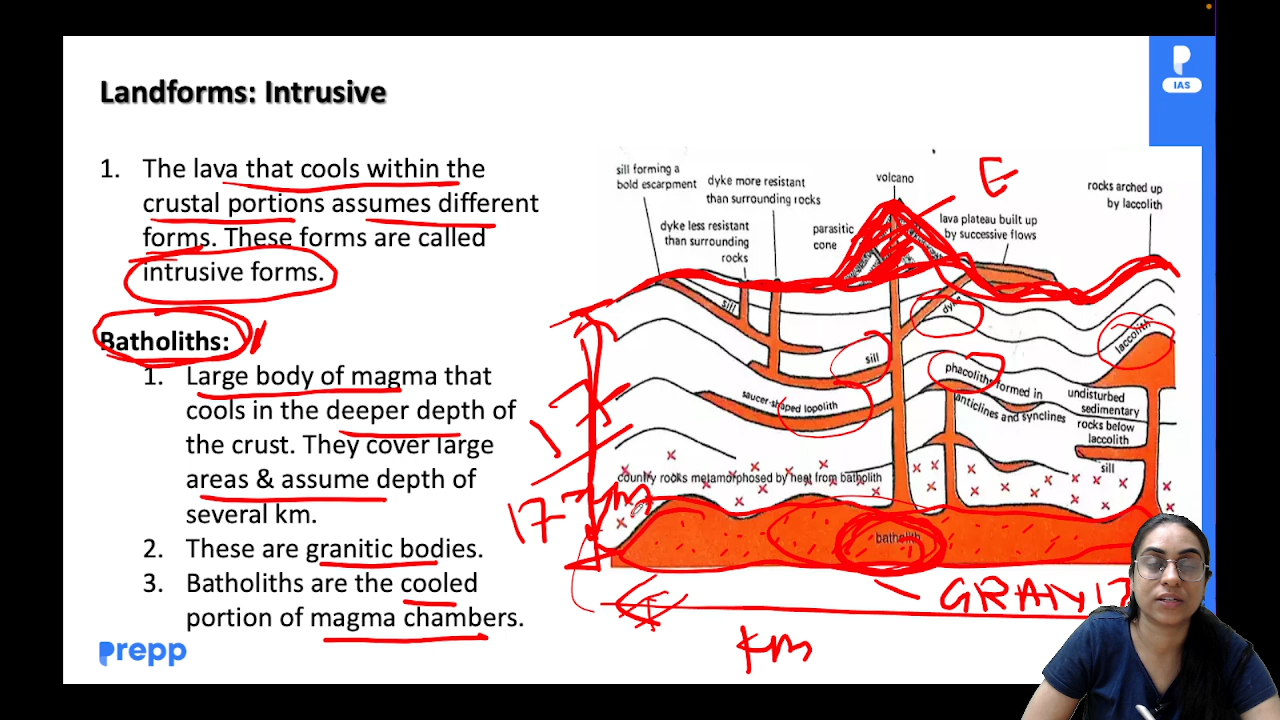 Landforms: Intrusive
IAS
1. The lava that cools within the
crustal portions assumes different
forms. These forms are called
intrusive forms.
Batholiths:
1. Large body of magma that
cools in the deeper depth of
the crust. They cover large
areas & assume depth of
several km.
2. These are granitic bodies.
3. Batholiths are the cooled
portion of magma chambers.
prepp
sill forming a
bold escarpment
dyke more resistant
than surrounding rocks
volcano
E
rocks arched up
by laccolith
dyke less resistant
than surrounding
rocks
parasitic
cone
lava plateau built up
by successive flows
sill
dyke
laccolith
sill
phacolith formed in
anticlines and synclines
saucer-shaped lopolith
undisturbed
sedimentary
rocks below
laccolith
sill
country rocks metamorphosed by heat from batholith
17
batholith
km